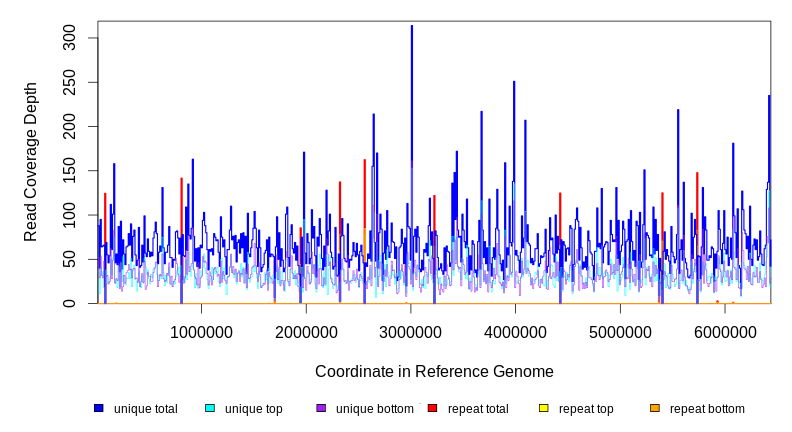 300
250
200
150
100
50
0
Read Coverage Depth
1000000 2000000 3000000 4000000 5000000 6000000
Coordinate in Reference Genome
unique total unique top unique bottom repeat total repeat top repeat bottom